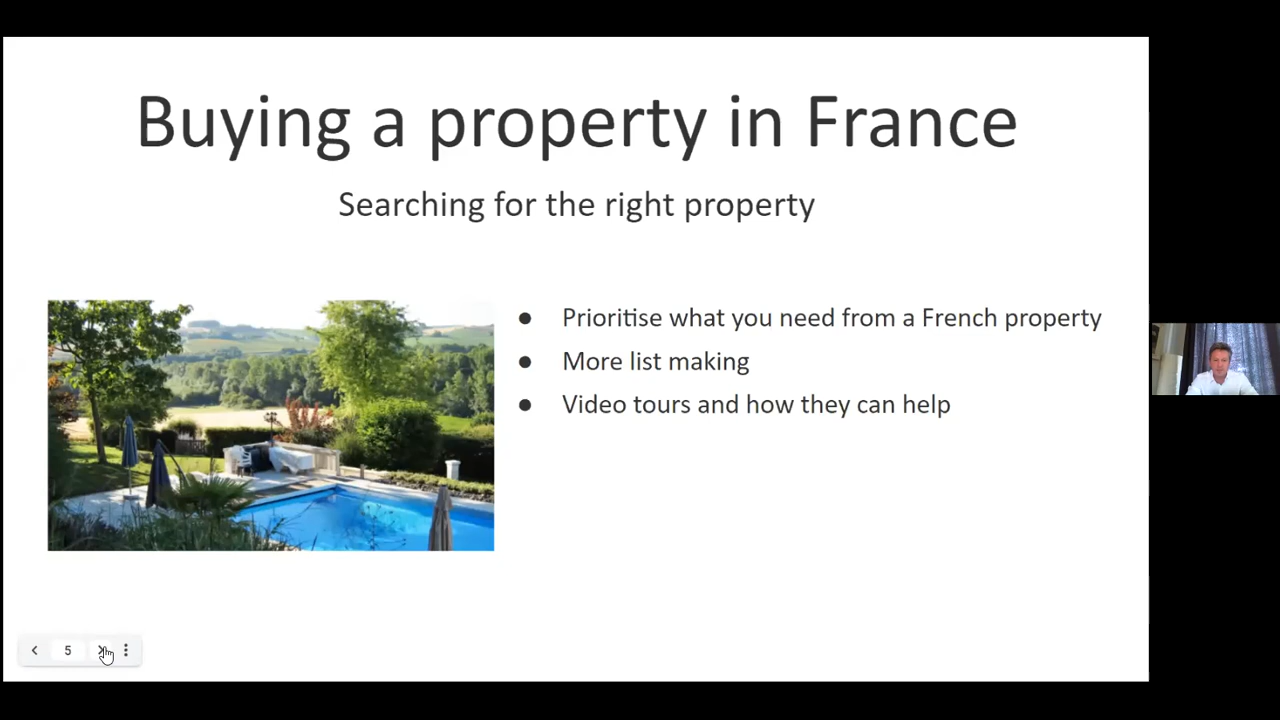 Buying a property in France
Searching for the right property
● Prioritise what you need from a French property
● More list making
● Video tours and how they can help
5